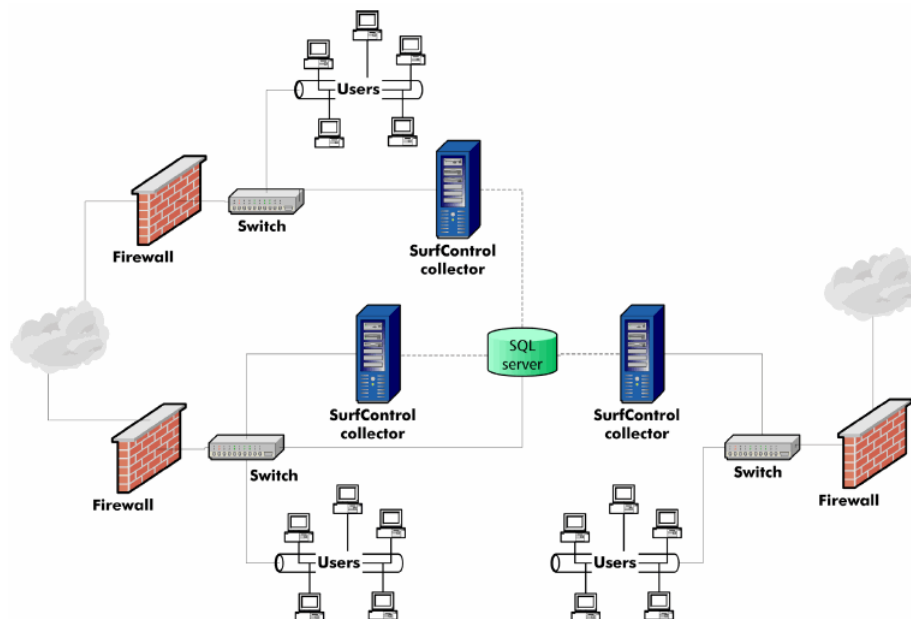 Users
Switch
Firewall
SurfControl
collector
SQL
server
SurfControl
collector
SurfControl
collector
Switch
Firewall
Switch
Firewall
Users
Users